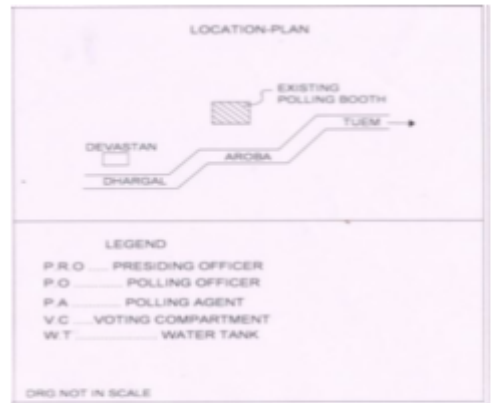 LOCATION-PLAN
EXISTING
POLLING BOOTH
TUEM
DEVASTAN
AROBA
DHARGAL
LEGEND
P.R.O ..... PRESIDING OFFICER
P.O ............. POLLING OFFICER
P.A ............. POLLING AGENT
V.C .....VOTING COMPARTMENT
W.T ...................... WATER TANK
DRG.NOT IN SCALE